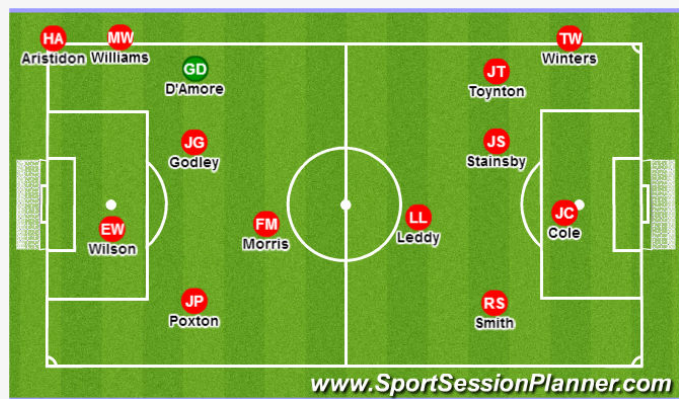 HA
Aristidon
MW
Williams
TW
Winters
GD
D'Amore
JT
Toynton
JG
Godley
JS
Stainsby
EW
Wilson
FM
Morris
LL
Leddy
JC
Cole
JP
Poxton
RS
Smith
www.SportSessionPlanner.com